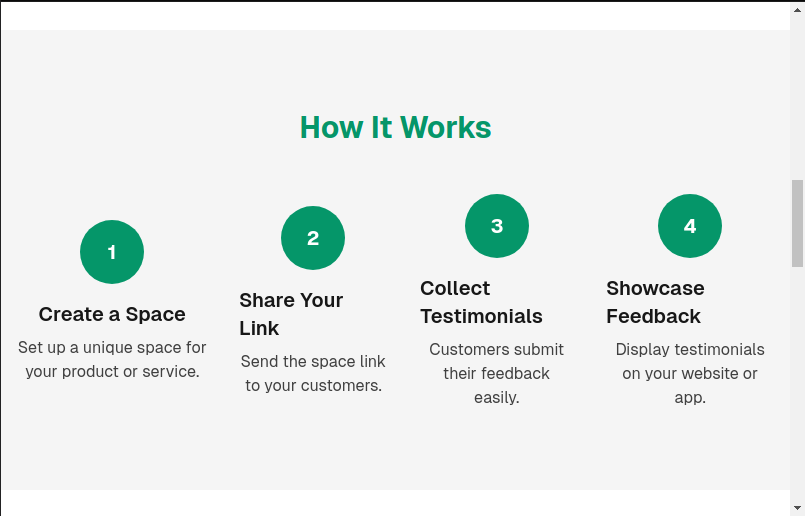 How It Works
1
Create a Space
Set up a unique space for
your product or service.
2
Share Your
Link
Send the space link
to your customers.
3
Collect
Testimonials
Customers submit
their feedback
easily.
4
Showcase
Feedback
Display testimonials
on your website or
app.